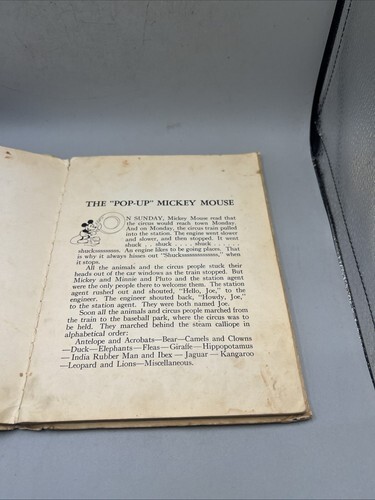 THE "POP-UP" MICKEY MOUSE
ON SUNDAY, Mickey Mouse read that
the circus would reach town Monday.
And on Monday, the circus train pulled
into the station. The engine went slower
and slower, and then stopped. It went
shuck . . shuck . . . . shuck . . . .
shuckssssssssss. An engine likes to be going places. That
is why it always hisses out "Shuckssssssssssss," when
it stops.
All the animals and the circus people stuck their
heads out of the car windows as the train stopped. But
Mickey and Minnie and Pluto and the station agent
were the only people there to welcome them. The station
agent rushed out and shouted, "Hello, Joe," to the
engineer. The engineer shouted back, "Howdy, Joe,"
to the station agent. They were both named Joe.
Soon all the animals and circus people marched from
the train to the baseball park, where the circus was to
be held. They marched behind the steam calliope in
alphabetical order:
Antelope and Acrobats—Bear—Camels and Clowns
—Duck—Elephants—Fleas—Giraffe—Hippopotamus
—India Rubber Man and Ibex—Jaguar—Kangaroo
—Leopard and Lions—Miscellaneous.